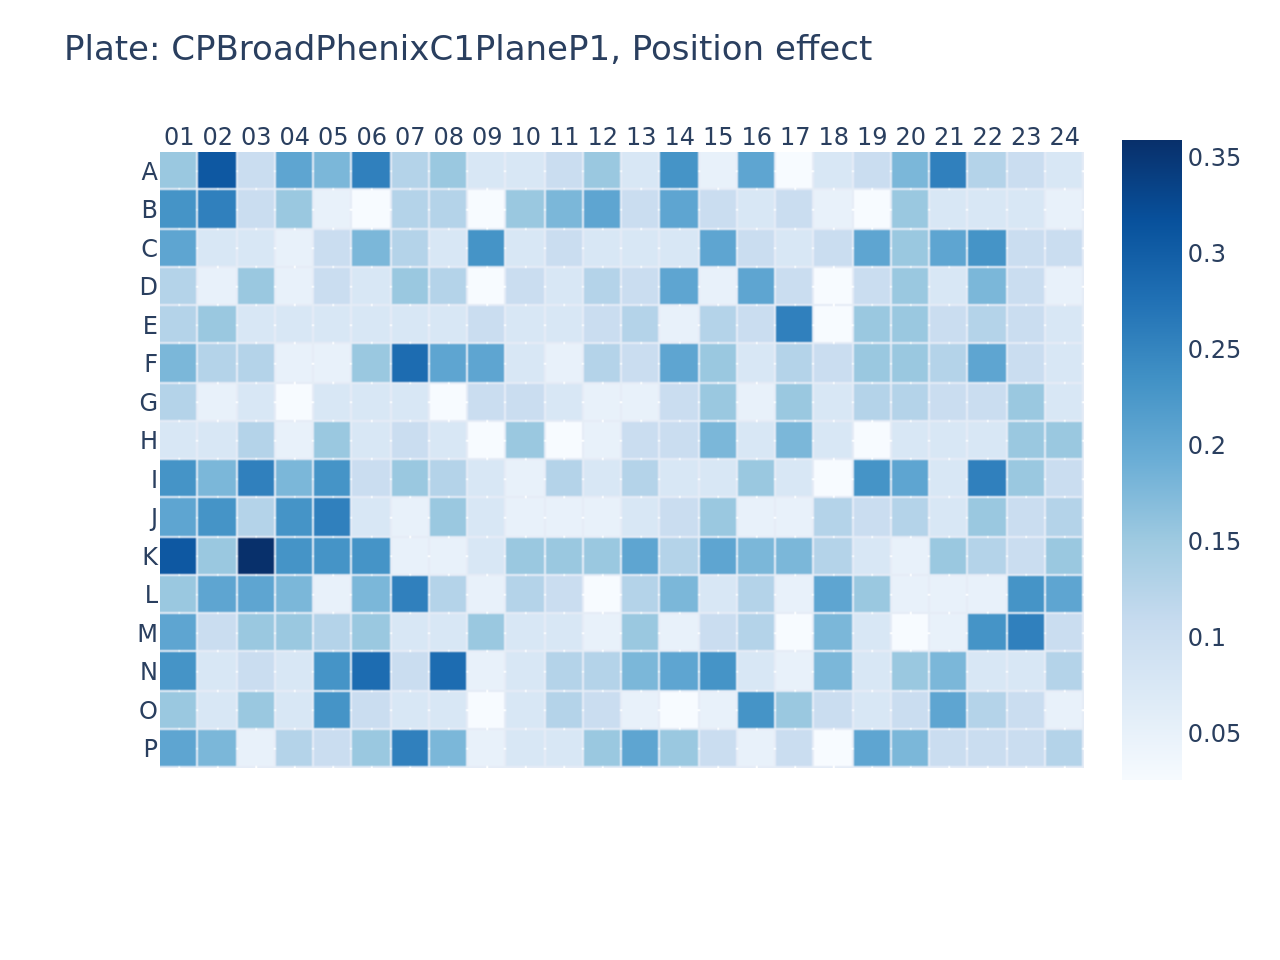 Plate: CPBroadPhenixC1PlaneP1, Position effect
01 02 03 04 05 06 07 08 09 10 11 12 13 14 15 16 17 18 19 20 21 22 23 24
A
B
C
D
E
F
G
H
I
J
K
L
M
N
O
P
0.35
0.3
0.25
0.2
0.15
0.1
0.05